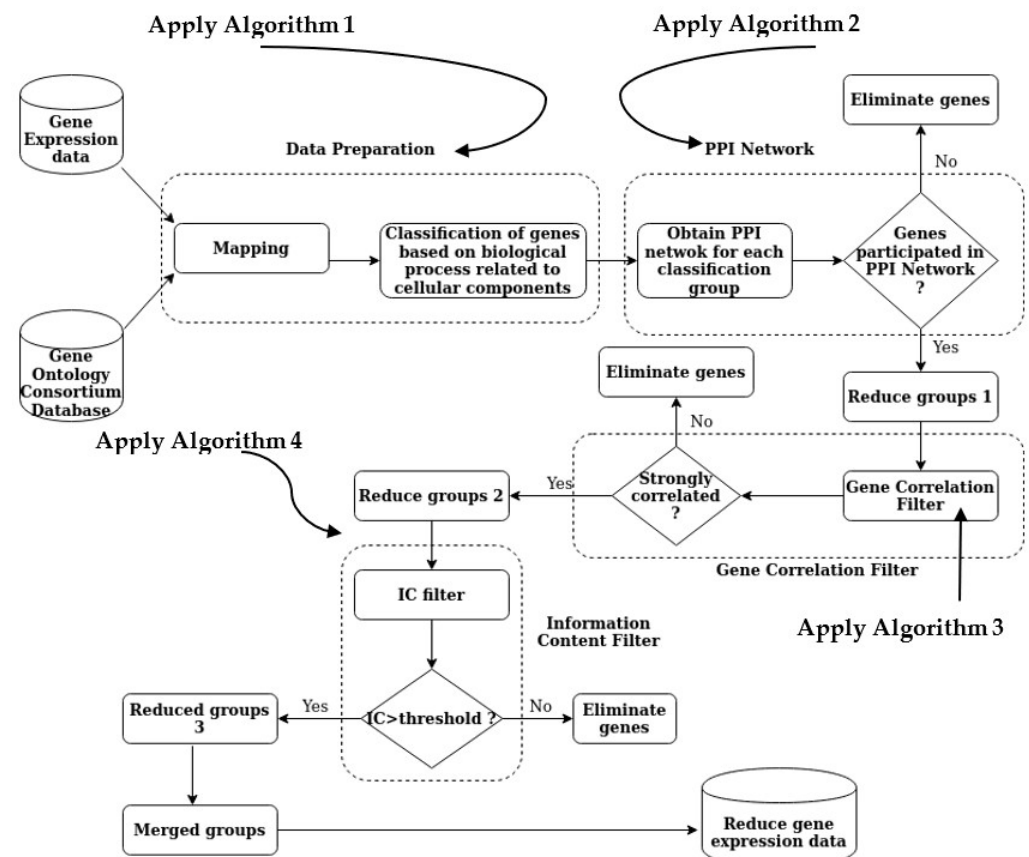 Apply Algorithm 1
Apply Algorithm 2
Gene
Expression
data
Eliminate genes
Data Preparation
PPI Network
No
Mapping
Classification of genes
based on biological
process related to
cellular components
Obtain PPI
netwok for each
classification
group
Genes
participated in
PPI Network
?
Gene
Ontology
Consortium
Database
Yes
Eliminate genes
Reduce groups 1
No
Apply Algorithm 4
Strongly
correlated
?
Yes
Reduce groups 2
Gene Correlation
Filter
Gene Correlation Filter
IC filter
Information
Content Filter
Apply Algorithm 3
IC>threshold ?
Yes
No
Reduced groups
3
Eliminate
genes
Merged groups
Reduce gene
expression data